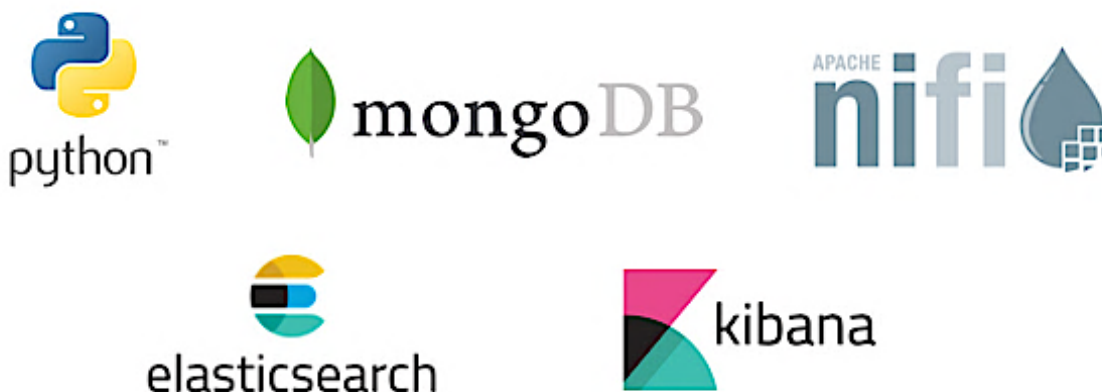 python™
mongoDB
APACHE
nifi
elasticsearch
kibana